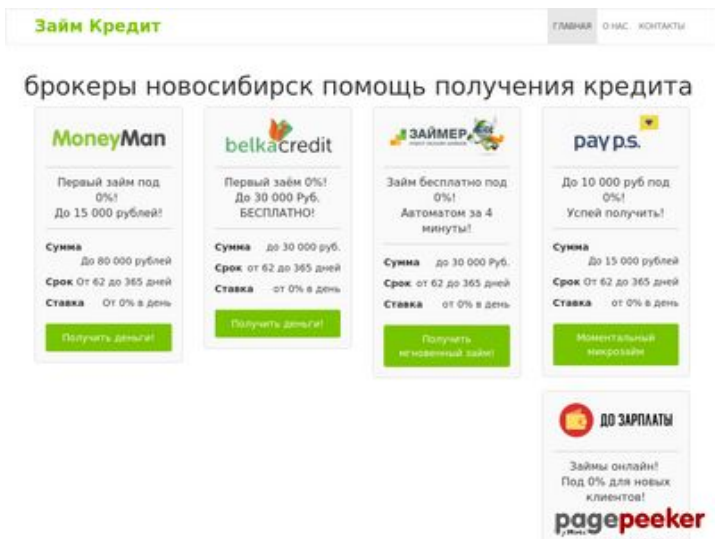 Займ Кредит
ГЛАВНАЯ О НАС КОНТАКТЫ
брокеры новосибирск помощь получения кредита
MoneyMan
Первый займ под
0%!
До 15 000 рублей!
Сумма
До 80 000 рублей
Срок От 62 до 365 дней
Ставка От 0% в день
Получить деньги!
belkacredit
Первый заём 0%!
До 30 000 Руб.
БЕСПЛАТНО!
Сумма до 30 000 руб.
Срок от 62 до 365 дней
Ставка от 0% в день
Получить деньги!
ЗАЙМЕР
Займ бесплатно под
0%!
Автоматом за 4
минуты!
Сумма до 30 000 Руб.
Срок от 62 до 365 дней
Ставка от 0% в день
Получить
мгновенный займ!
pay p.s.
До 10 000 руб под
0%!
Успей получить!
Сумма
До 15 000 рублей
Срок От 62 до 365 дней
Ставка от 0% в день
Моментальный
микрозайм
ДО ЗАРПЛАТЫ
Займы онлайн!
Под 0% для новых
клиентов!
pagepeeker